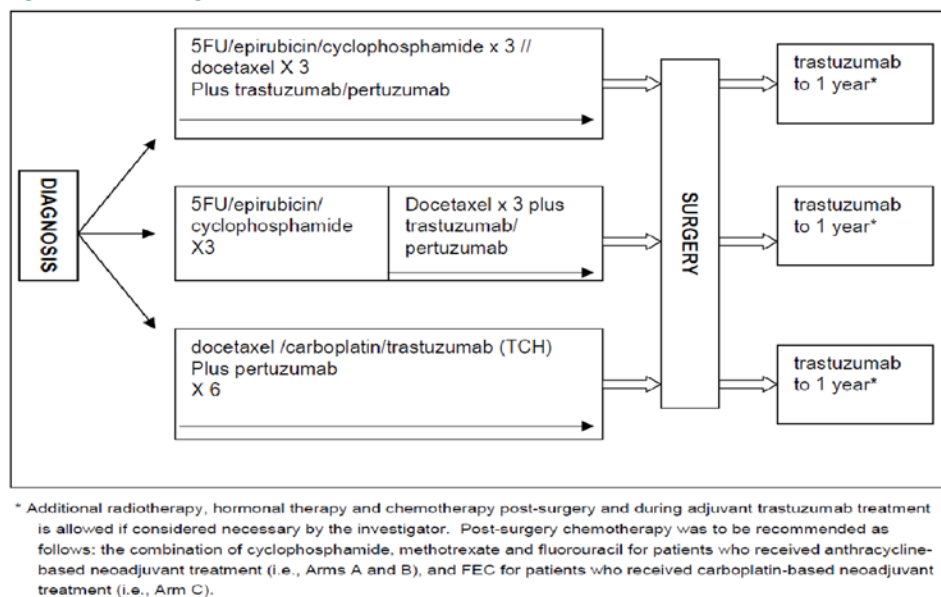 DIAGNOSIS
5FU/epirubicin/cyclophosphamide x 3 //
docetaxel X 3
Plus trastuzumab/pertuzumab
5FU/epirubicin/
cyclophosphamide
X3
Docetaxel x 3 plus
trastuzumab/
pertuzumab
docetaxel /carboplatin/trastuzumab (TCH)
Plus pertuzumab
X 6
SURGERY
trastuzumab
to 1 year*
trastuzumab
to 1 year*
trastuzumab
to 1 year*
* Additional radiotherapy, hormonal therapy and chemotherapy post-surgery and during adjuvant trastuzumab treatment
is allowed if considered necessary by the investigator. Post-surgery chemotherapy was to be recommended as
follows: the combination of cyclophosphamide, methotrexate and fluorouracil for patients who received anthracycline-
based neoadjuvant treatment (i.e., Arms A and B), and FEC for patients who received carboplatin-based neoadjuvant
treatment (i.e., Arm C).